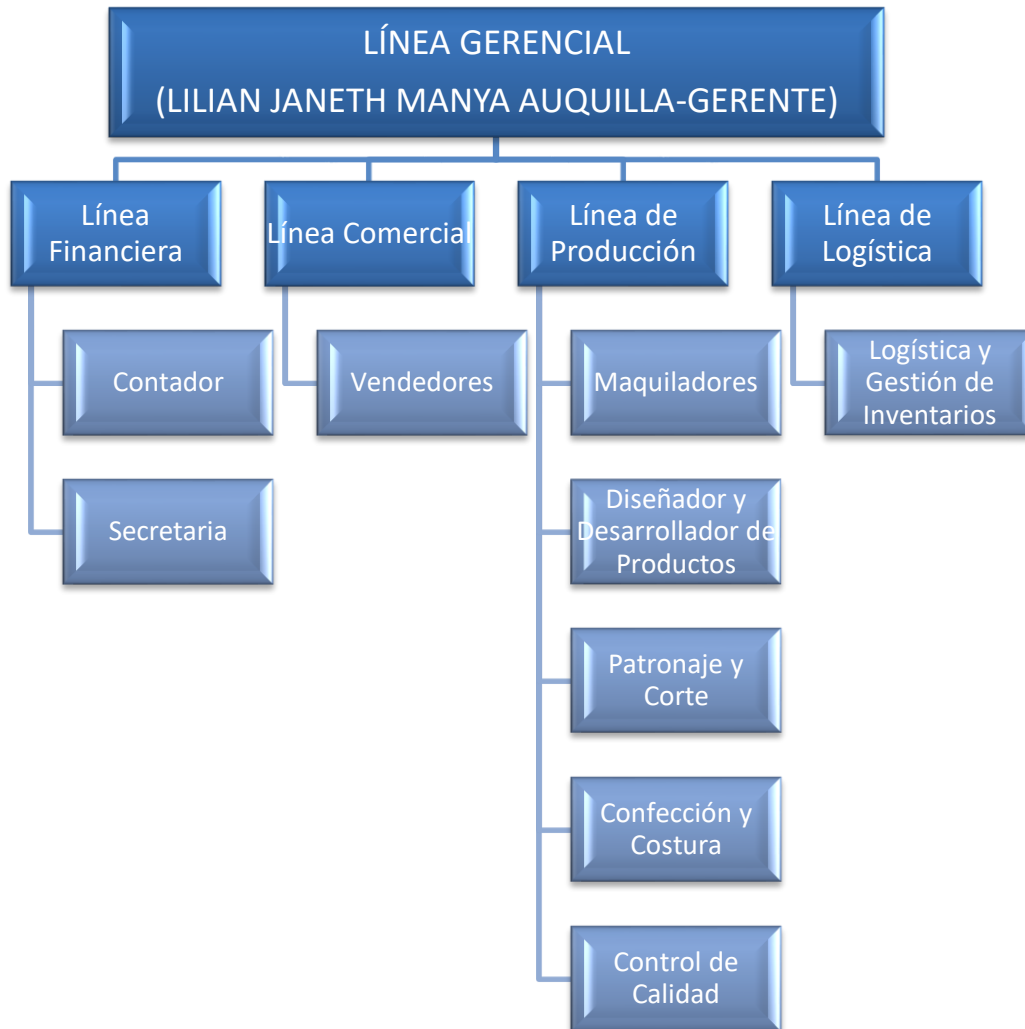 LÍNEA GERENCIAL
(LILIAN JANETH MANYA AUQUILLA-GERENTE)
Línea
Financiera
Línea Comercial
Línea de
Producción
Línea de
Logística
Contador
Secretaria
Vendedores
Maquiladores
Diseñador y
Desarrollador de
Productos
Patronaje y
Corte
Confección y
Costura
Control de
Calidad
Logística y
Gestión de
Inventarios